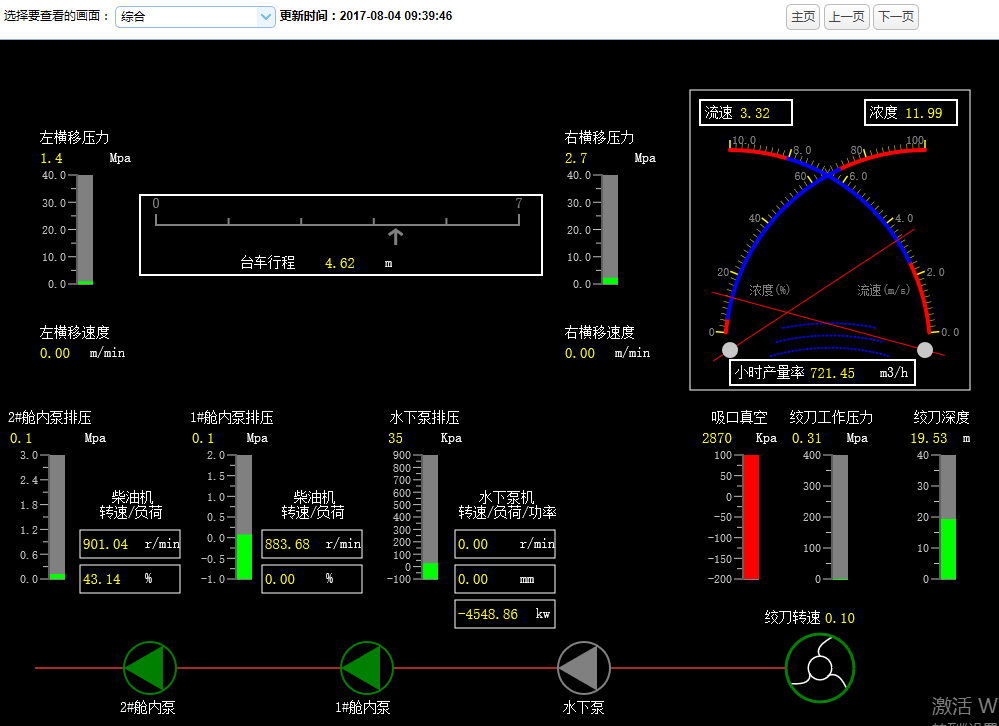 选择要查看的画面： 综合 更新时间：2017-08-04 09:39:46 主页 上一页 下一页
流速 3.32 浓度 11.99
左横移压力 右横移压力
1.4 Mpa 2.7 Mpa
10.0 8.0 6.0 4.0 2.0 0.0
100 80 60 40 20 0
浓度(%) 流速(m/s)
40.0 30.0 20.0 10.0 0.0
0 7
台车行程 4.62 m
40.0 30.0 20.0 10.0 0.0
左横移速度 右横移速度
0.00 m/min 0.00 m/min
小时产量率 721.45 m3/h
2#舱内泵排压 1#舱内泵排压 水下泵排压 吸口真空 绞刀工作压力 绞刀深度
0.1 Mpa 0.1 Mpa 35 Kpa 2870 Kpa 0.31 Mpa 19.53 m
3.0 2.4 1.8 1.2 0.6 0.0
柴油机
转速/负荷
901.04 r/min
43.14 %
2.0 1.5 1.0 0.5 0.0 -0.5 -1.0
柴油机
转速/负荷
883.68 r/min
0.00 %
900 800 700 600 500 400 300 200 100 0 -100
水下泵机
转速/负荷/功率
0.00 r/min
0.00 mm
-4548.86 kw
100 50 0 -50 -100 -150 -200
400 300 200 100 0
40 30 20 10 0
绞刀转速 0.10
2#舱内泵 1#舱内泵 水下泵
激活 W